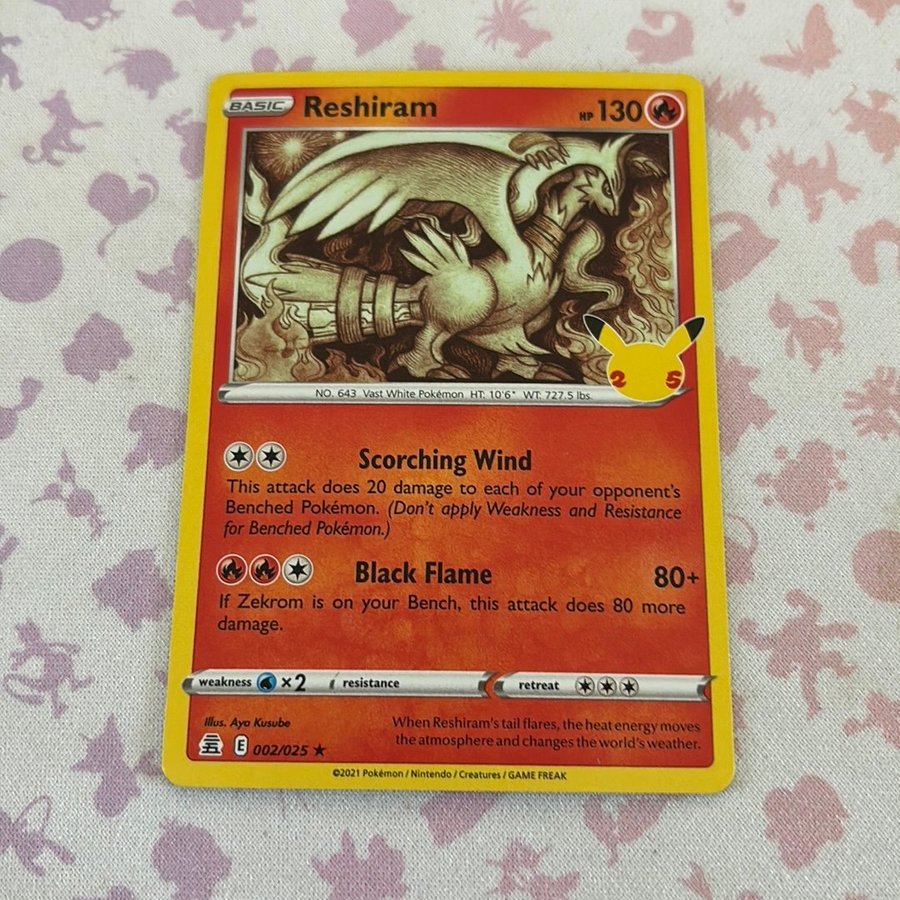 BASIC Reshiram HP 130
25
NO. 643 Vast White Pokémon HT: 10'6" WT: 727.5 lbs.
Scorching Wind
This attack does 20 damage to each of your opponent's
Benched Pokémon. (Don't apply Weakness and Resistance
for Benched Pokémon.)
Black Flame 80+
If Zekrom is on your Bench, this attack does 80 more
damage.
weakness ×2 resistance retreat
Illus. Aya Kusube
When Reshiram's tail flares, the heat energy moves
the atmosphere and changes the world's weather.
E 002/025 ★
©2021 Pokémon / Nintendo / Creatures / GAME FREAK